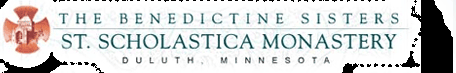 THE BENEDICTINE SISTERS
ST. SCHOLASTICA MONASTERY
DULUTH, MINNESOTA